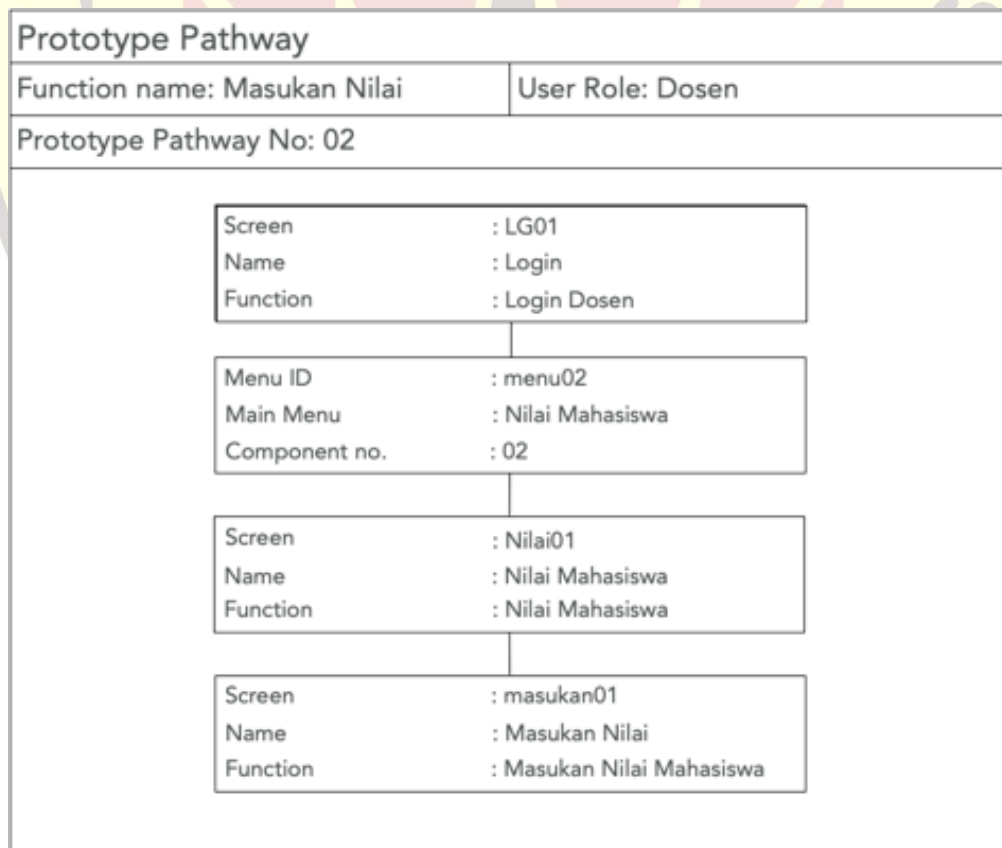 Prototype Pathway
Function name: Masukan Nilai User Role: Dosen
Prototype Pathway No: 02
Screen : LG01
Name : Login
Function : Login Dosen
Menu ID : menu02
Main Menu : Nilai Mahasiswa
Component no. : 02
Screen : Nilai01
Name : Nilai Mahasiswa
Function : Nilai Mahasiswa
Screen : masukan01
Name : Masukan Nilai
Function : Masukan Nilai Mahasiswa